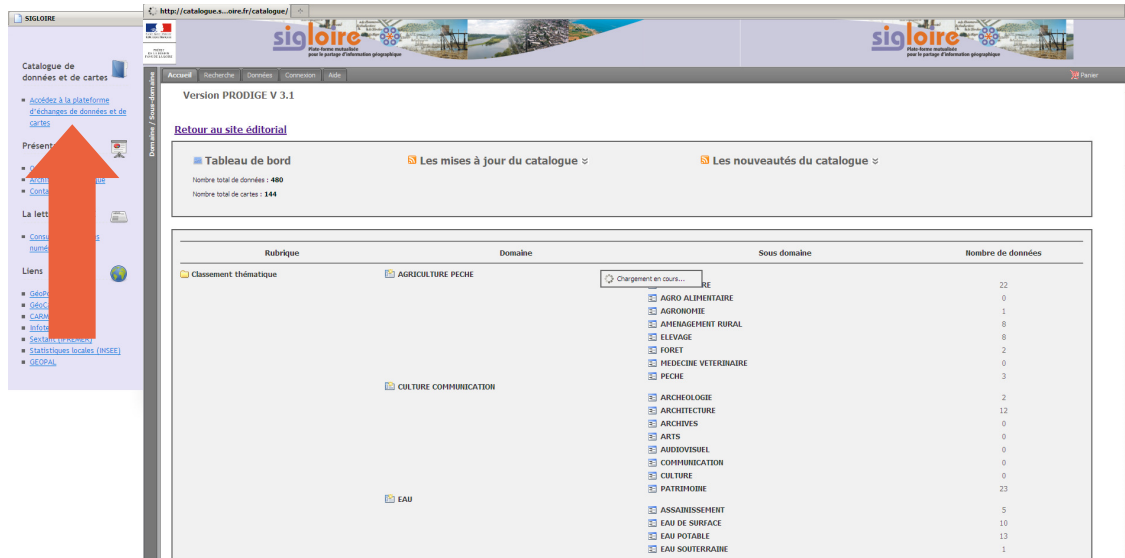 SIGLOIRE
Catalogue de
données et de cartes
Accédez à la plateforme
d'échanges de données et de
cartes
Présent
Conta
La lett
Consu
s
numé
Liens
GéoPo
GéoCa
CARM
Infote
Sextant (IFREMER)
Statistiques locales (INSEE)
GEOPAL
http://catalogue.s...oire.fr/catalogue/
sigloire
Plate-forme mutualisée
pour le partage d'information géographique
sigloire
Plate-forme mutualisée
pour le partage d'information géographique
Accueil Recherche Données Connexion Aide
Panier
Domaine / Sous-domaine
Version PRODIGE V 3.1
Retour au site éditorial
Tableau de bord Les mises à jour du catalogue Les nouveautés du catalogue
Nombre total de données : 480
Nombre total de cartes : 144
Rubrique Domaine Sous domaine Nombre de données
Classement thématique AGRICULTURE PECHE
Chargement en cours...
RE 22
AGRO ALIMENTAIRE 0
AGRONOMIE 1
AMENAGEMENT RURAL 8
ELEVAGE 8
FORET 2
MEDECINE VETERINAIRE 0
PECHE 3
CULTURE COMMUNICATION
ARCHEOLOGIE 2
ARCHITECTURE 12
ARCHIVES 0
ARTS 0
AUDIOVISUEL 0
COMMUNICATION 0
CULTURE 0
PATRIMOINE 23
EAU
ASSAINISSEMENT 5
EAU DE SURFACE 10
EAU POTABLE 13
EAU SOUTERRAINE 1